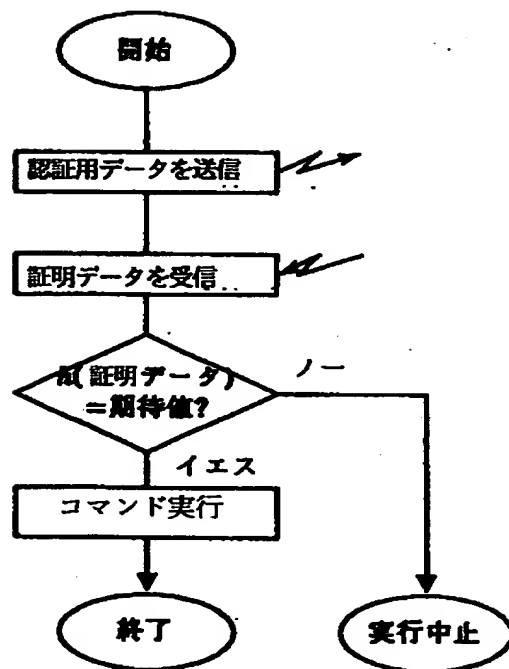 開始
認証用データを送信
証明データを受信
(証明データ)
=期待値?
ノー
イエス
コマンド実行
終了
実行中止